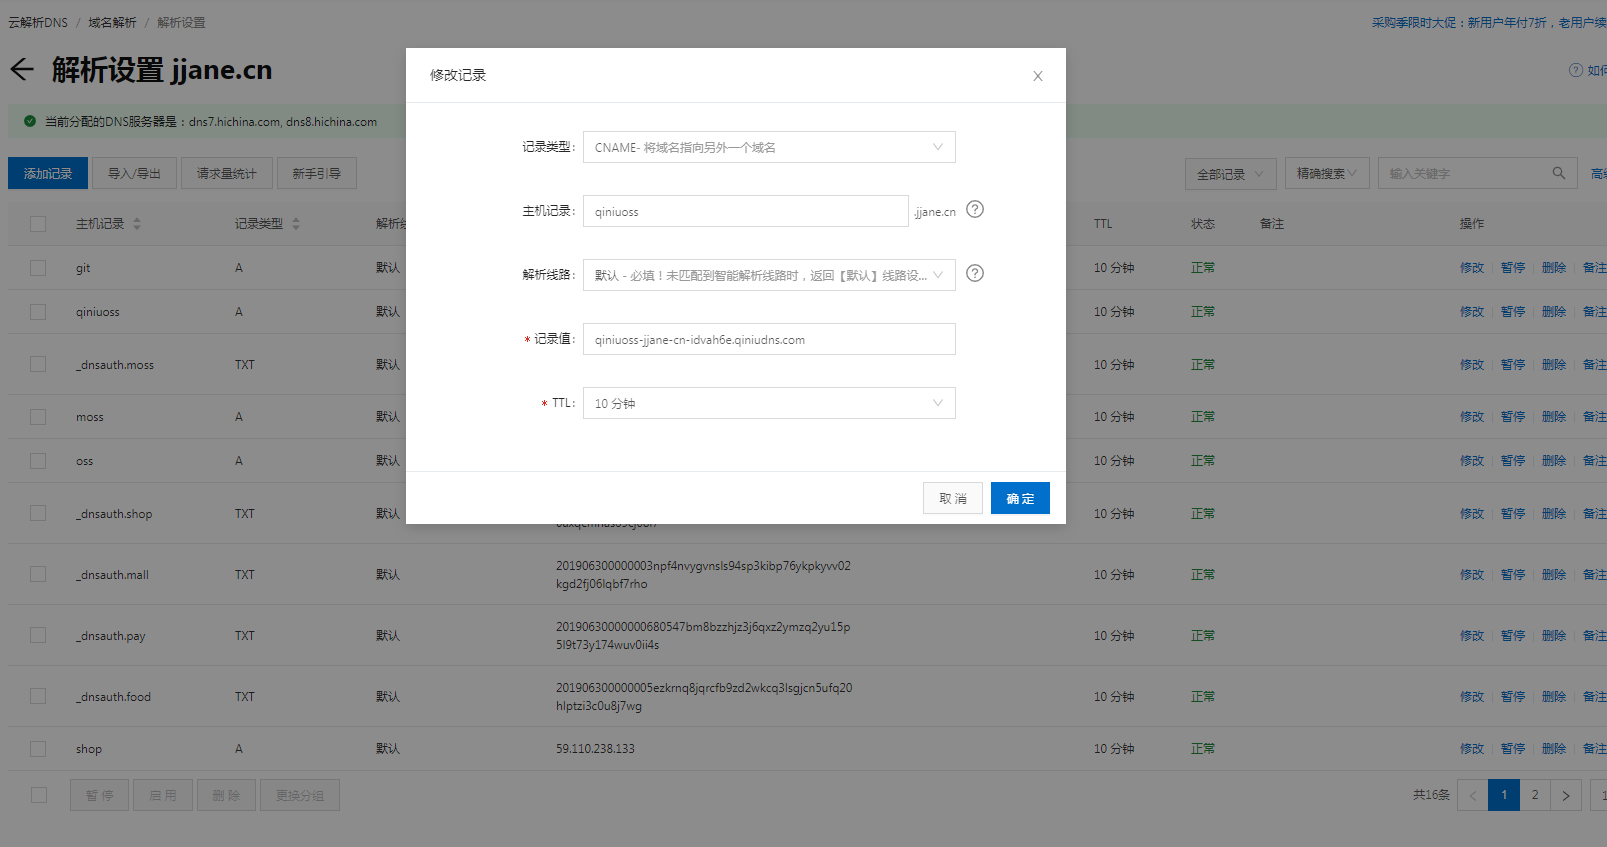 云解析DNS / 域名解析 / 解析设置
采购季限时大促：新用户年付7折，老用户续
解析设置 jjane.cn
如何
当前分配的DNS服务器是：dns7.hichina.com, dns8.hichina.com
添加记录 导入/导出 请求量统计 新手引导
全部记录 精确搜索 输入关键字 高级
主机记录 记录类型 解析线 TTL 状态 备注 操作
git A 默认 10 分钟 正常 修改 暂停 删除 备注
qiniuoss A 默认 10 分钟 正常 修改 暂停 删除 备注
_dnsauth.moss TXT 默认 10 分钟 正常 修改 暂停 删除 备注
moss A 默认 10 分钟 正常 修改 暂停 删除 备注
oss A 默认 10 分钟 正常 修改 暂停 删除 备注
_dnsauth.shop TXT 默认 10 分钟 正常 修改 暂停 删除 备注
_dnsauth.mall TXT 默认 201906300000003npf4nvygvnsls94sp3kibp76ykpkyvv02 10 分钟 正常 修改 暂停 删除 备注
kgd2fj06lqbf7rho
_dnsauth.pay TXT 默认 20190630000000680547bm8bzzhjz3j6qxz2ymzq2yu15p 10 分钟 正常 修改 暂停 删除 备注
5l9t73y174wuv0ii4s
_dnsauth.food TXT 默认 201906300000005ezkrnq8jqrcfb9zd2wkcq3lsgjcn5ufq20 10 分钟 正常 修改 暂停 删除 备注
hlptzi3c0u8j7wg
shop A 默认 59.110.238.133 10 分钟 正常 修改 暂停 删除 备注
暂停 启用 删除 更换分组
共16条 < 1 2 > 1
修改记录
记录类型: CNAME- 将域名指向另外一个域名
主机记录: qiniuoss .jjane.cn
解析线路: 默认 - 必填！未匹配到智能解析线路时，返回【默认】线路设...
* 记录值: qiniuoss-jjane-cn-idvah6e.qiniudns.com
* TTL: 10 分钟
取消 确定